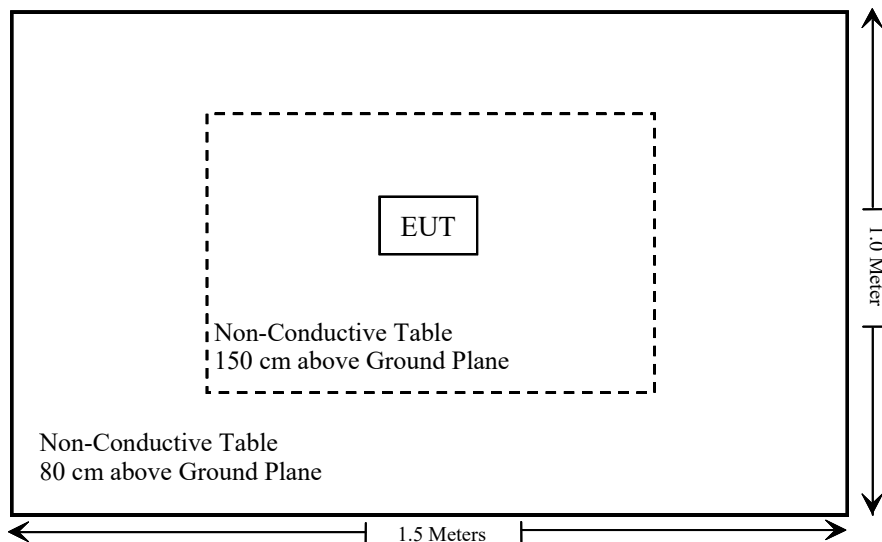 EUT
Non-Conductive Table
150 cm above Ground Plane
Non-Conductive Table
80 cm above Ground Plane
1.0 Meter
1.5 Meters